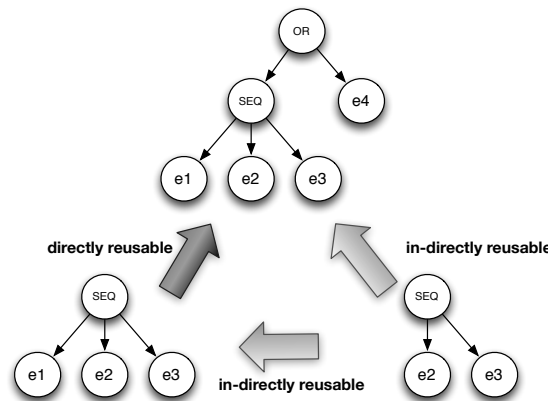 OR
SEQ
e4
e1 e2 e3
directly reusable
in-directly reusable
SEQ
SEQ
e1 e2 e3
e2 e3
in-directly reusable